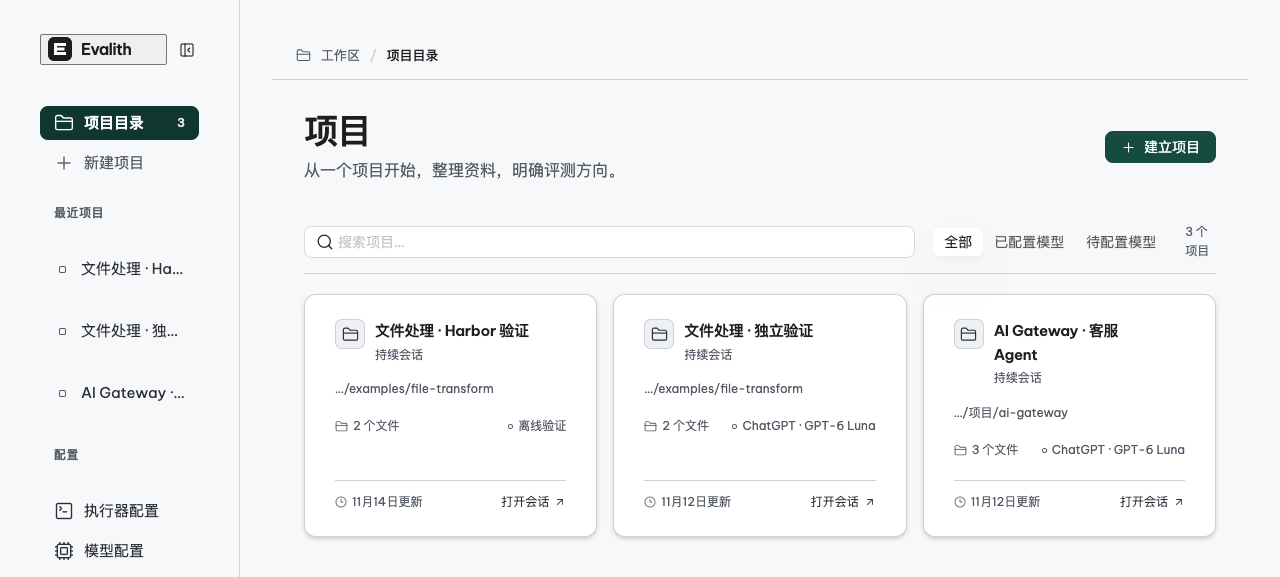 Evalith
项目目录 3
新建项目
最近项目
文件处理 · Ha...
文件处理 · 独...
AI Gateway ·...
配置
执行器配置
模型配置
工作区 / 项目目录
项目
从一个项目开始，整理资料，明确评测方向。
建立项目
搜索项目...
全部 已配置模型 待配置模型
3 个
项目
文件处理 · Harbor 验证
持续会话
.../examples/file-transform
2 个文件 离线验证
11月14日更新 打开会话
文件处理 · 独立验证
持续会话
.../examples/file-transform
2 个文件 ChatGPT · GPT-6 Luna
11月12日更新 打开会话
AI Gateway · 客服
Agent
持续会话
.../项目/ai-gateway
3 个文件 ChatGPT · GPT-6 Luna
11月12日更新 打开会话